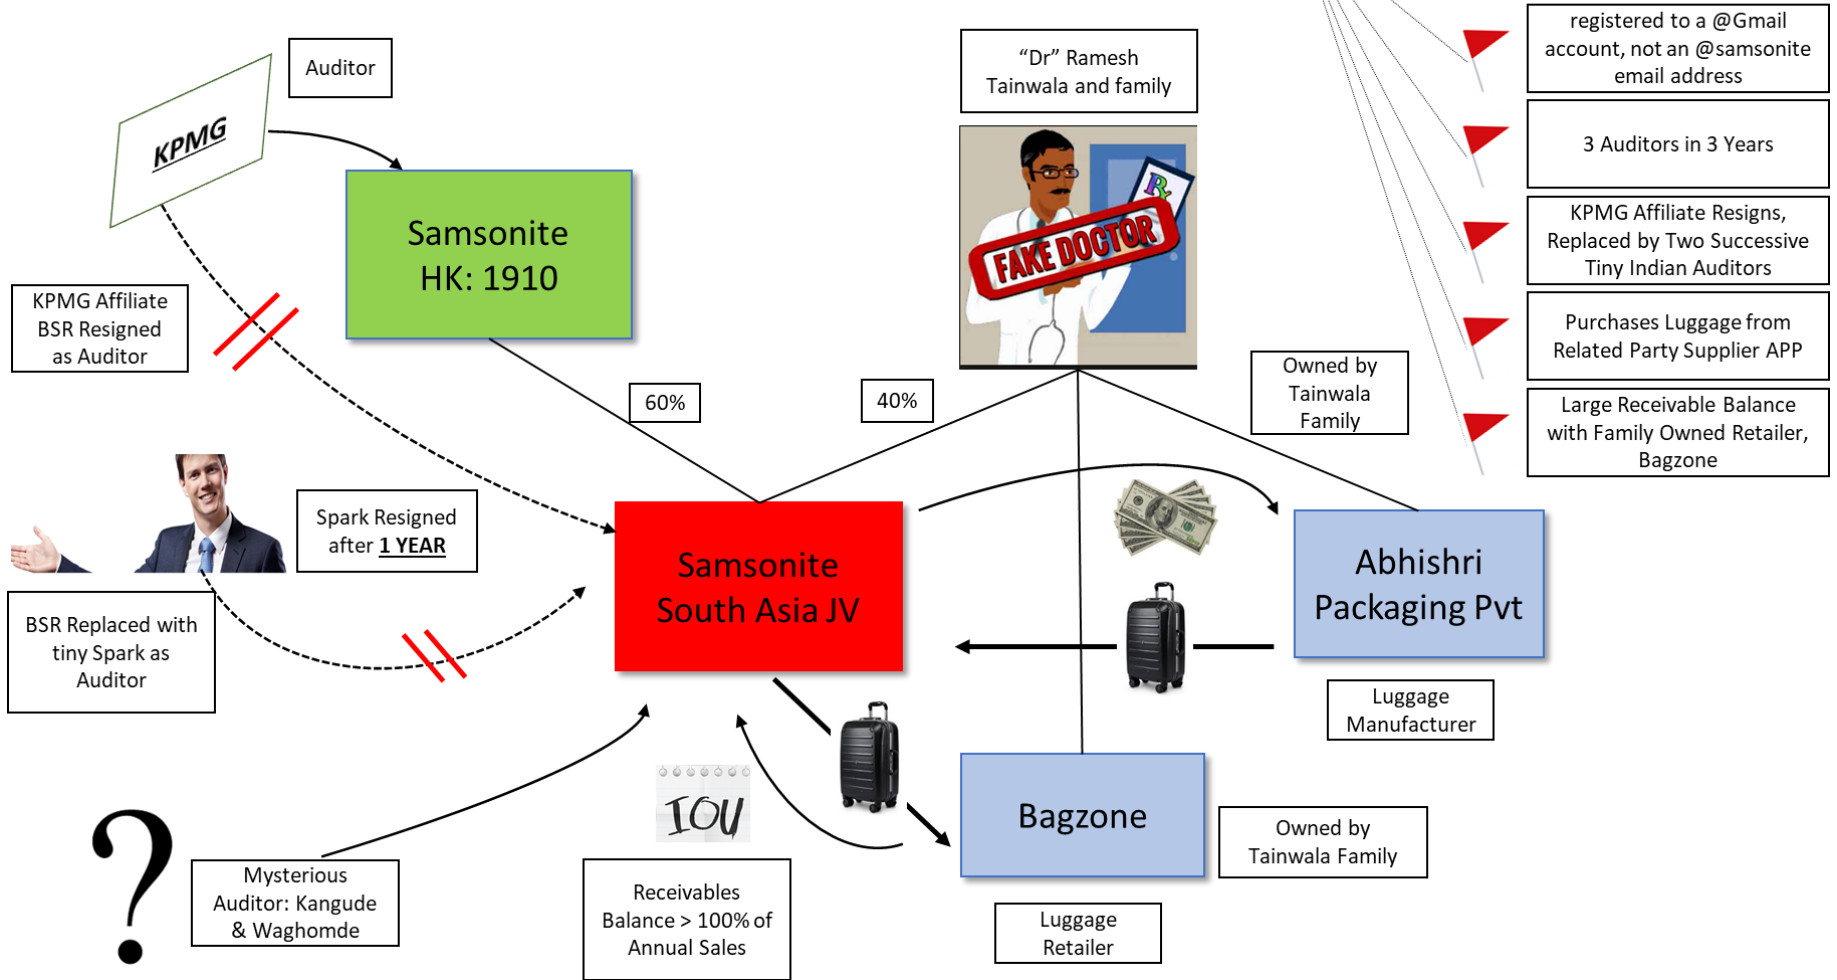 Auditor
KPMG
Samsonite
HK: 1910
KPMG Affiliate
BSR Resigned
as Auditor
"Dr" Ramesh
Tainwala and family
FAKE DOCTOR
Rx
60%
40%
Owned by
Tainwala
Family
registered to a @Gmail
account, not an @samsonite
email address
3 Auditors in 3 Years
KPMG Affiliate Resigns,
Replaced by Two Successive
Tiny Indian Auditors
Purchases Luggage from
Related Party Supplier APP
Large Receivable Balance
with Family Owned Retailer,
Bagzone
Spark Resigned
after 1 YEAR
BSR Replaced with
tiny Spark as
Auditor
Samsonite
South Asia JV
Abhishri
Packaging Pvt
Luggage
Manufacturer
Bagzone
Owned by
Tainwala Family
Luggage
Retailer
IOU
Receivables
Balance > 100% of
Annual Sales
?
Mysterious
Auditor: Kangude
& Waghomde